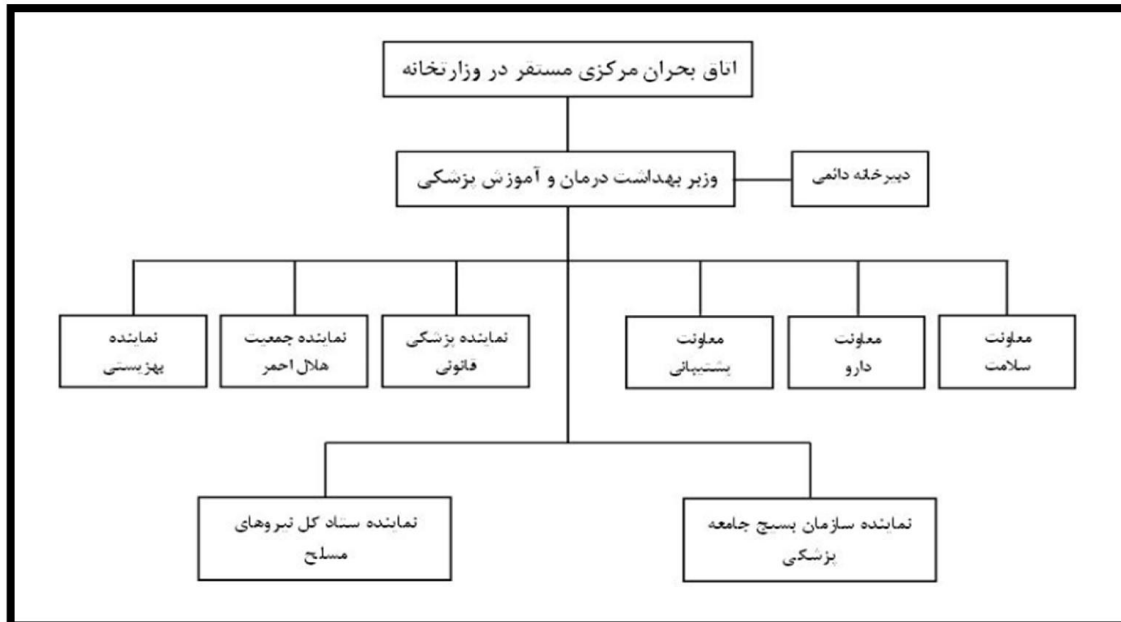 اتاق بحران مرکزی مستقر در وزارتخانه
وزیر بهداشت درمان و آموزش پزشکی
دبیرخانه دائمی
معاونت
سلامت
معاونت
دارو
معاونت
پشتیبانی
نماینده پزشکی
قانونی
نماینده جمعیت
هلال احمر
نماینده
بهزیستی
نماینده سازمان بسیج جامعه
پزشکی
نماینده ستاد کل نیروهای
مسلح